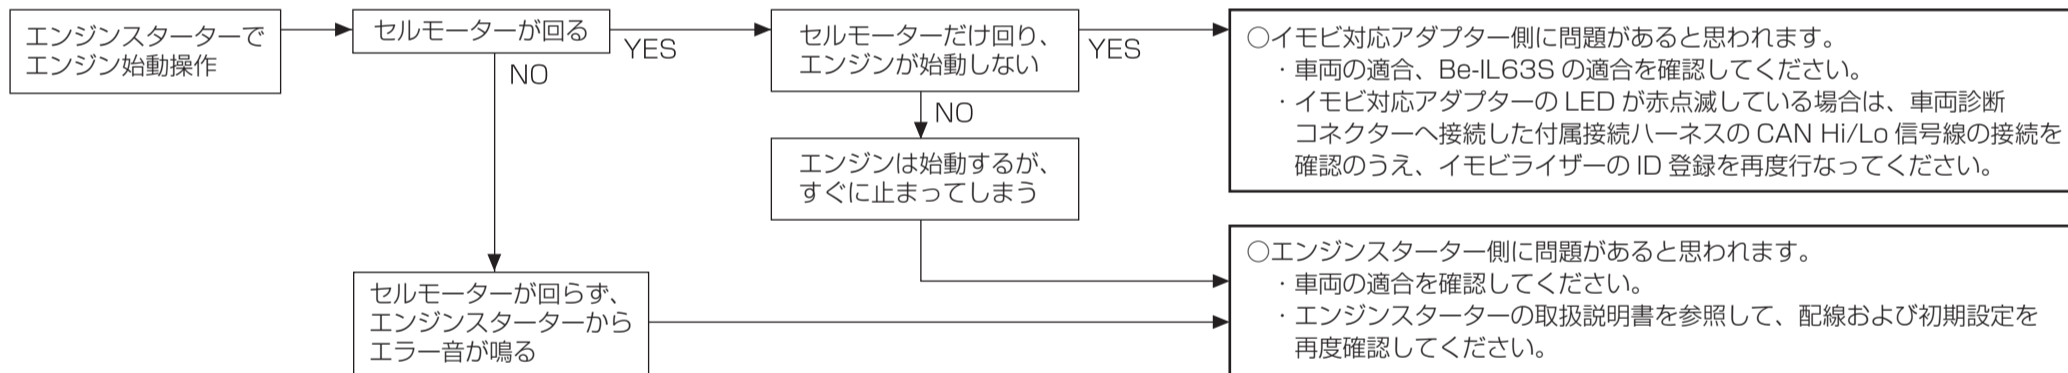 エンジンスターターで
エンジン始動操作
セルモーターが回る
YES
NO
セルモーターだけ回り、
エンジンが始動しない
YES
NO
エンジンは始動するが、
すぐに止まってしまう
セルモーターが回らず、
エンジンスターターから
エラー音が鳴る
○イモビ対応アダプター側に問題があると思われます。
・車両の適合、Be-IL63S の適合を確認してください。
・イモビ対応アダプターの LED が赤点滅している場合は、車両診断
コネクターへ接続した付属接続ハーネスの CAN Hi/Lo 信号線の接続を
確認のうえ、イモビライザーの ID 登録を再度行なってください。
○エンジンスターター側に問題があると思われます。
・車両の適合を確認してください。
・エンジンスターターの取扱説明書を参照して、配線および初期設定を
再度確認してください。